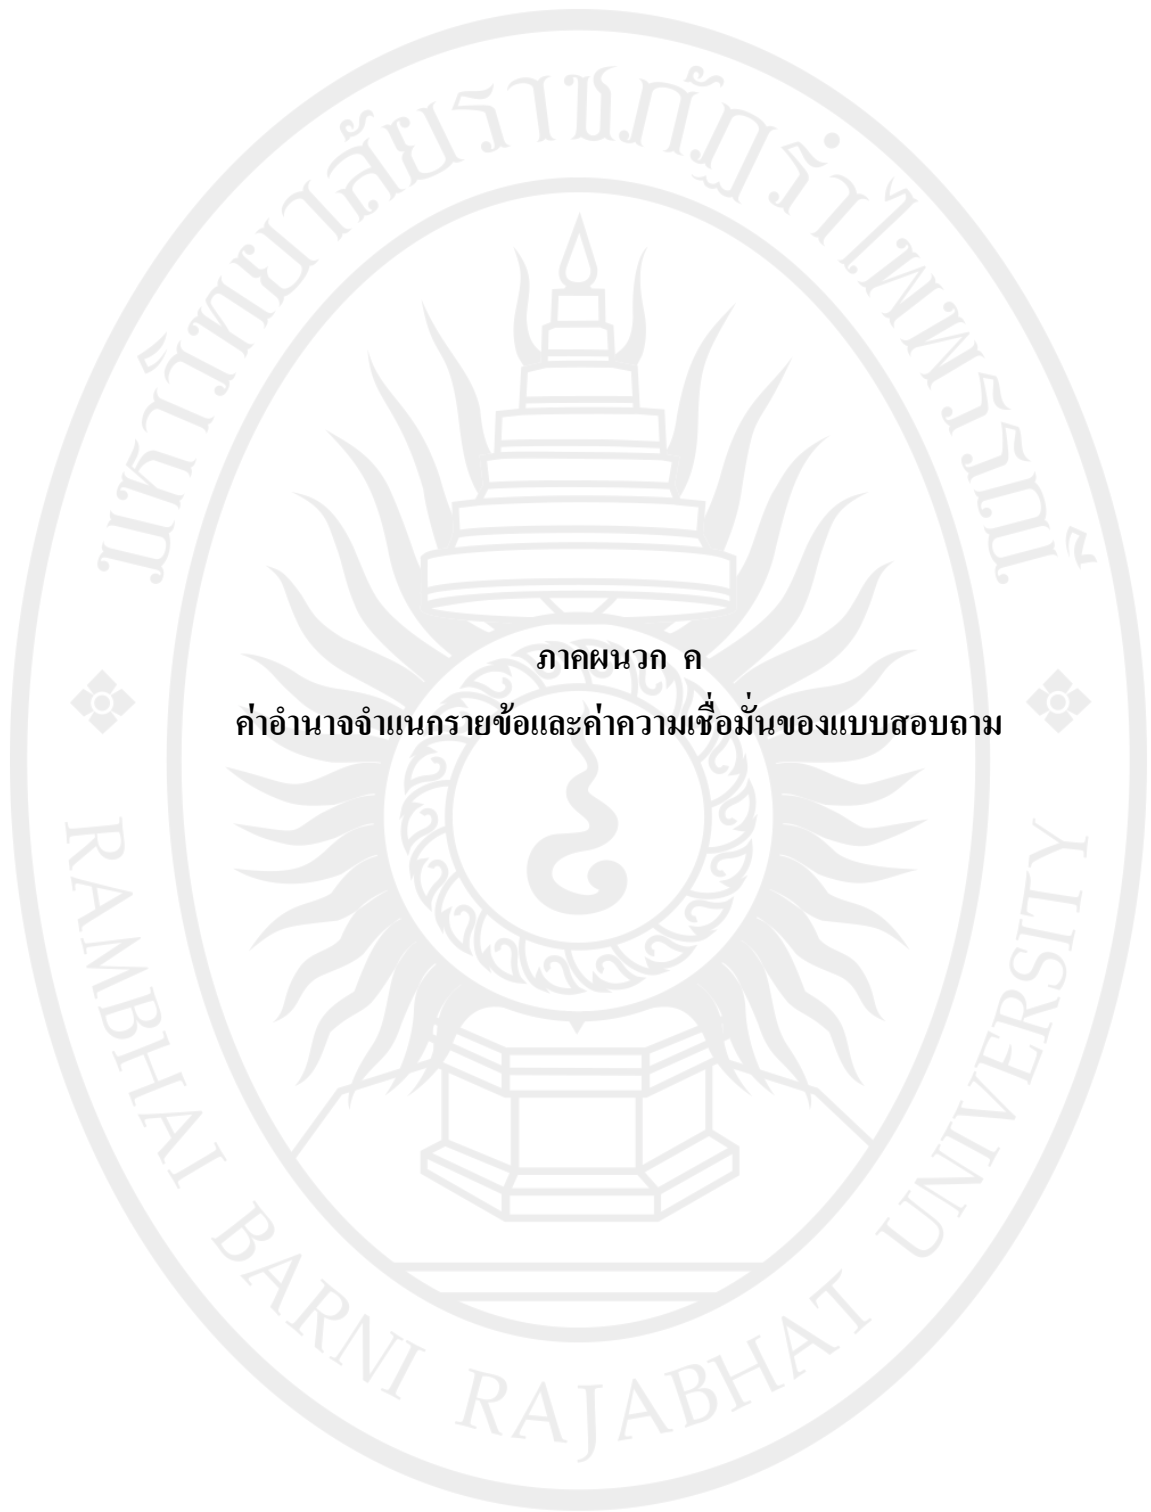 มหาวิทยาลัยราชภัฏรำไพพรรณี
ภาคผนวก ค
ค่าอำนาจจำแนกรายข้อและค่าความเชื่อมั่นของแบบสอบถาม
RAMBHAI BARNI RAJABHAT UNIVERSITY